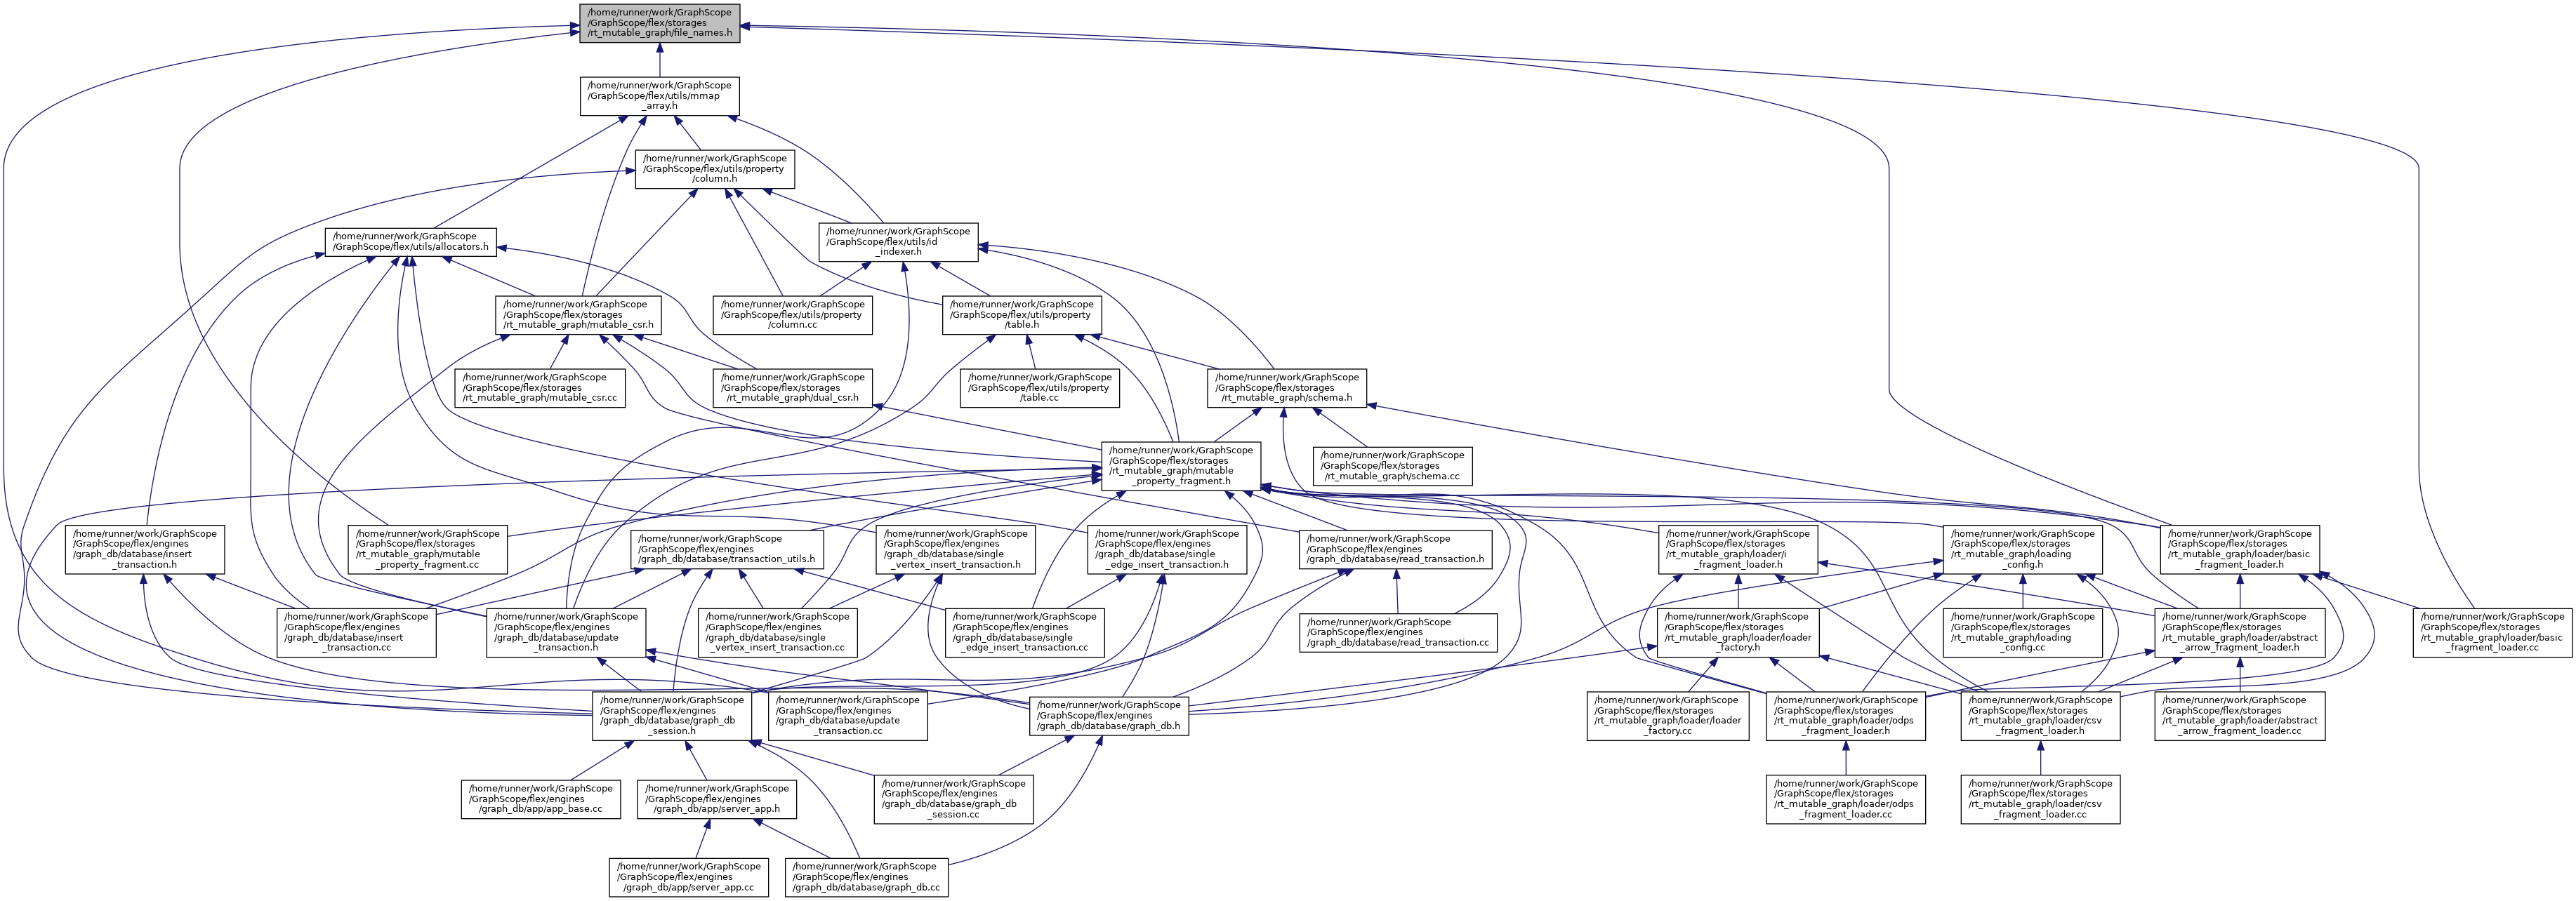 /home/runner/work/GraphScope
/GraphScope/flex/storages
/rt_mutable_graph/file_names.h
/home/runner/work/GraphScope
/GraphScope/flex/utils/mmap
_array.h
/home/runner/work/GraphScope
/GraphScope/flex/utils/property
/column.h
/home/runner/work/GraphScope
/GraphScope/flex/utils/allocators.h
/home/runner/work/GraphScope
/GraphScope/flex/utils/id
_indexer.h
/home/runner/work/GraphScope
/GraphScope/flex/storages
/rt_mutable_graph/mutable_csr.h
/home/runner/work/GraphScope
/GraphScope/flex/utils/property
/column.cc
/home/runner/work/GraphScope
/GraphScope/flex/utils/property
/table.h
/home/runner/work/GraphScope
/GraphScope/flex/storages
/rt_mutable_graph/mutable_csr.cc
/home/runner/work/GraphScope
/GraphScope/flex/storages
/rt_mutable_graph/dual_csr.h
/home/runner/work/GraphScope
/GraphScope/flex/utils/property
/table.cc
/home/runner/work/GraphScope
/GraphScope/flex/storages
/rt_mutable_graph/schema.h
/home/runner/work/GraphScope
/GraphScope/flex/storages
/rt_mutable_graph/mutable
_property_fragment.h
/home/runner/work/GraphScope
/GraphScope/flex/storages
/rt_mutable_graph/schema.cc
/home/runner/work/GraphScope
/GraphScope/flex/engines
/graph_db/database/insert
_transaction.h
/home/runner/work/GraphScope
/GraphScope/flex/storages
/rt_mutable_graph/mutable
_property_fragment.cc
/home/runner/work/GraphScope
/GraphScope/flex/engines
/graph_db/database/transaction_utils.h
/home/runner/work/GraphScope
/GraphScope/flex/engines
/graph_db/database/single
_vertex_insert_transaction.h
/home/runner/work/GraphScope
/GraphScope/flex/engines
/graph_db/database/single
_edge_insert_transaction.h
/home/runner/work/GraphScope
/GraphScope/flex/engines
/graph_db/database/read_transaction.h
/home/runner/work/GraphScope
/GraphScope/flex/storages
/rt_mutable_graph/loader/i
_fragment_loader.h
/home/runner/work/GraphScope
/GraphScope/flex/storages
/rt_mutable_graph/loading
_config.h
/home/runner/work/GraphScope
/GraphScope/flex/storages
/rt_mutable_graph/loader/basic
_fragment_loader.h
/home/runner/work/GraphScope
/GraphScope/flex/engines
/graph_db/database/insert
_transaction.cc
/home/runner/work/GraphScope
/GraphScope/flex/engines
/graph_db/database/update
_transaction.h
/home/runner/work/GraphScope
/GraphScope/flex/engines
/graph_db/database/single
_vertex_insert_transaction.cc
/home/runner/work/GraphScope
/GraphScope/flex/engines
/graph_db/database/single
_edge_insert_transaction.cc
/home/runner/work/GraphScope
/GraphScope/flex/engines
/graph_db/database/read_transaction.cc
/home/runner/work/GraphScope
/GraphScope/flex/storages
/rt_mutable_graph/loader/loader
_factory.h
/home/runner/work/GraphScope
/GraphScope/flex/storages
/rt_mutable_graph/loading
_config.cc
/home/runner/work/GraphScope
/GraphScope/flex/storages
/rt_mutable_graph/loader/abstract
_arrow_fragment_loader.h
/home/runner/work/GraphScope
/GraphScope/flex/storages
/rt_mutable_graph/loader/basic
_fragment_loader.cc
/home/runner/work/GraphScope
/GraphScope/flex/engines
/graph_db/database/graph_db
_session.h
/home/runner/work/GraphScope
/GraphScope/flex/engines
/graph_db/database/update
_transaction.cc
/home/runner/work/GraphScope
/GraphScope/flex/engines
/graph_db/database/graph_db.h
/home/runner/work/GraphScope
/GraphScope/flex/storages
/rt_mutable_graph/loader/loader
_factory.cc
/home/runner/work/GraphScope
/GraphScope/flex/storages
/rt_mutable_graph/loader/odps
_fragment_loader.h
/home/runner/work/GraphScope
/GraphScope/flex/storages
/rt_mutable_graph/loader/csv
_fragment_loader.h
/home/runner/work/GraphScope
/GraphScope/flex/storages
/rt_mutable_graph/loader/abstract
_arrow_fragment_loader.cc
/home/runner/work/GraphScope
/GraphScope/flex/engines
/graph_db/app/app_base.cc
/home/runner/work/GraphScope
/GraphScope/flex/engines
/graph_db/app/server_app.h
/home/runner/work/GraphScope
/GraphScope/flex/engines
/graph_db/database/graph_db
_session.cc
/home/runner/work/GraphScope
/GraphScope/flex/storages
/rt_mutable_graph/loader/odps
_fragment_loader.cc
/home/runner/work/GraphScope
/GraphScope/flex/storages
/rt_mutable_graph/loader/csv
_fragment_loader.cc
/home/runner/work/GraphScope
/GraphScope/flex/engines
/graph_db/app/server_app.cc
/home/runner/work/GraphScope
/GraphScope/flex/engines
/graph_db/database/graph_db.cc